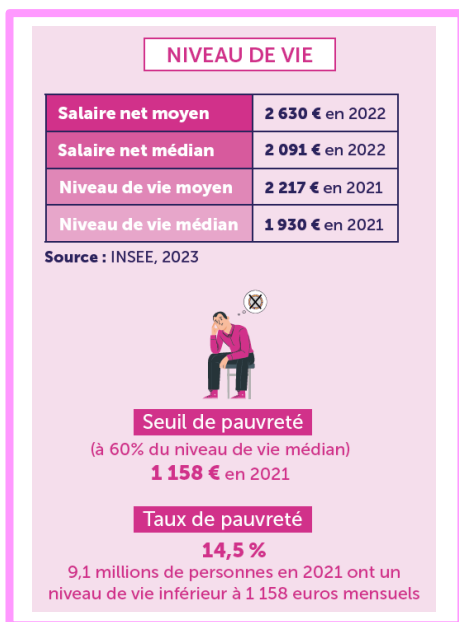 NIVEAU DE VIE
Salaire net moyen 2 630 € en 2022
Salaire net médian 2 091 € en 2022
Niveau de vie moyen 2 217 € en 2021
Niveau de vie médian 1 930 € en 2021
Source : INSEE, 2023
Seuil de pauvreté
(à 60% du niveau de vie médian)
1 158 € en 2021
Taux de pauvreté
14,5 %
9,1 millions de personnes en 2021 ont un
niveau de vie inférieur à 1 158 euros mensuels